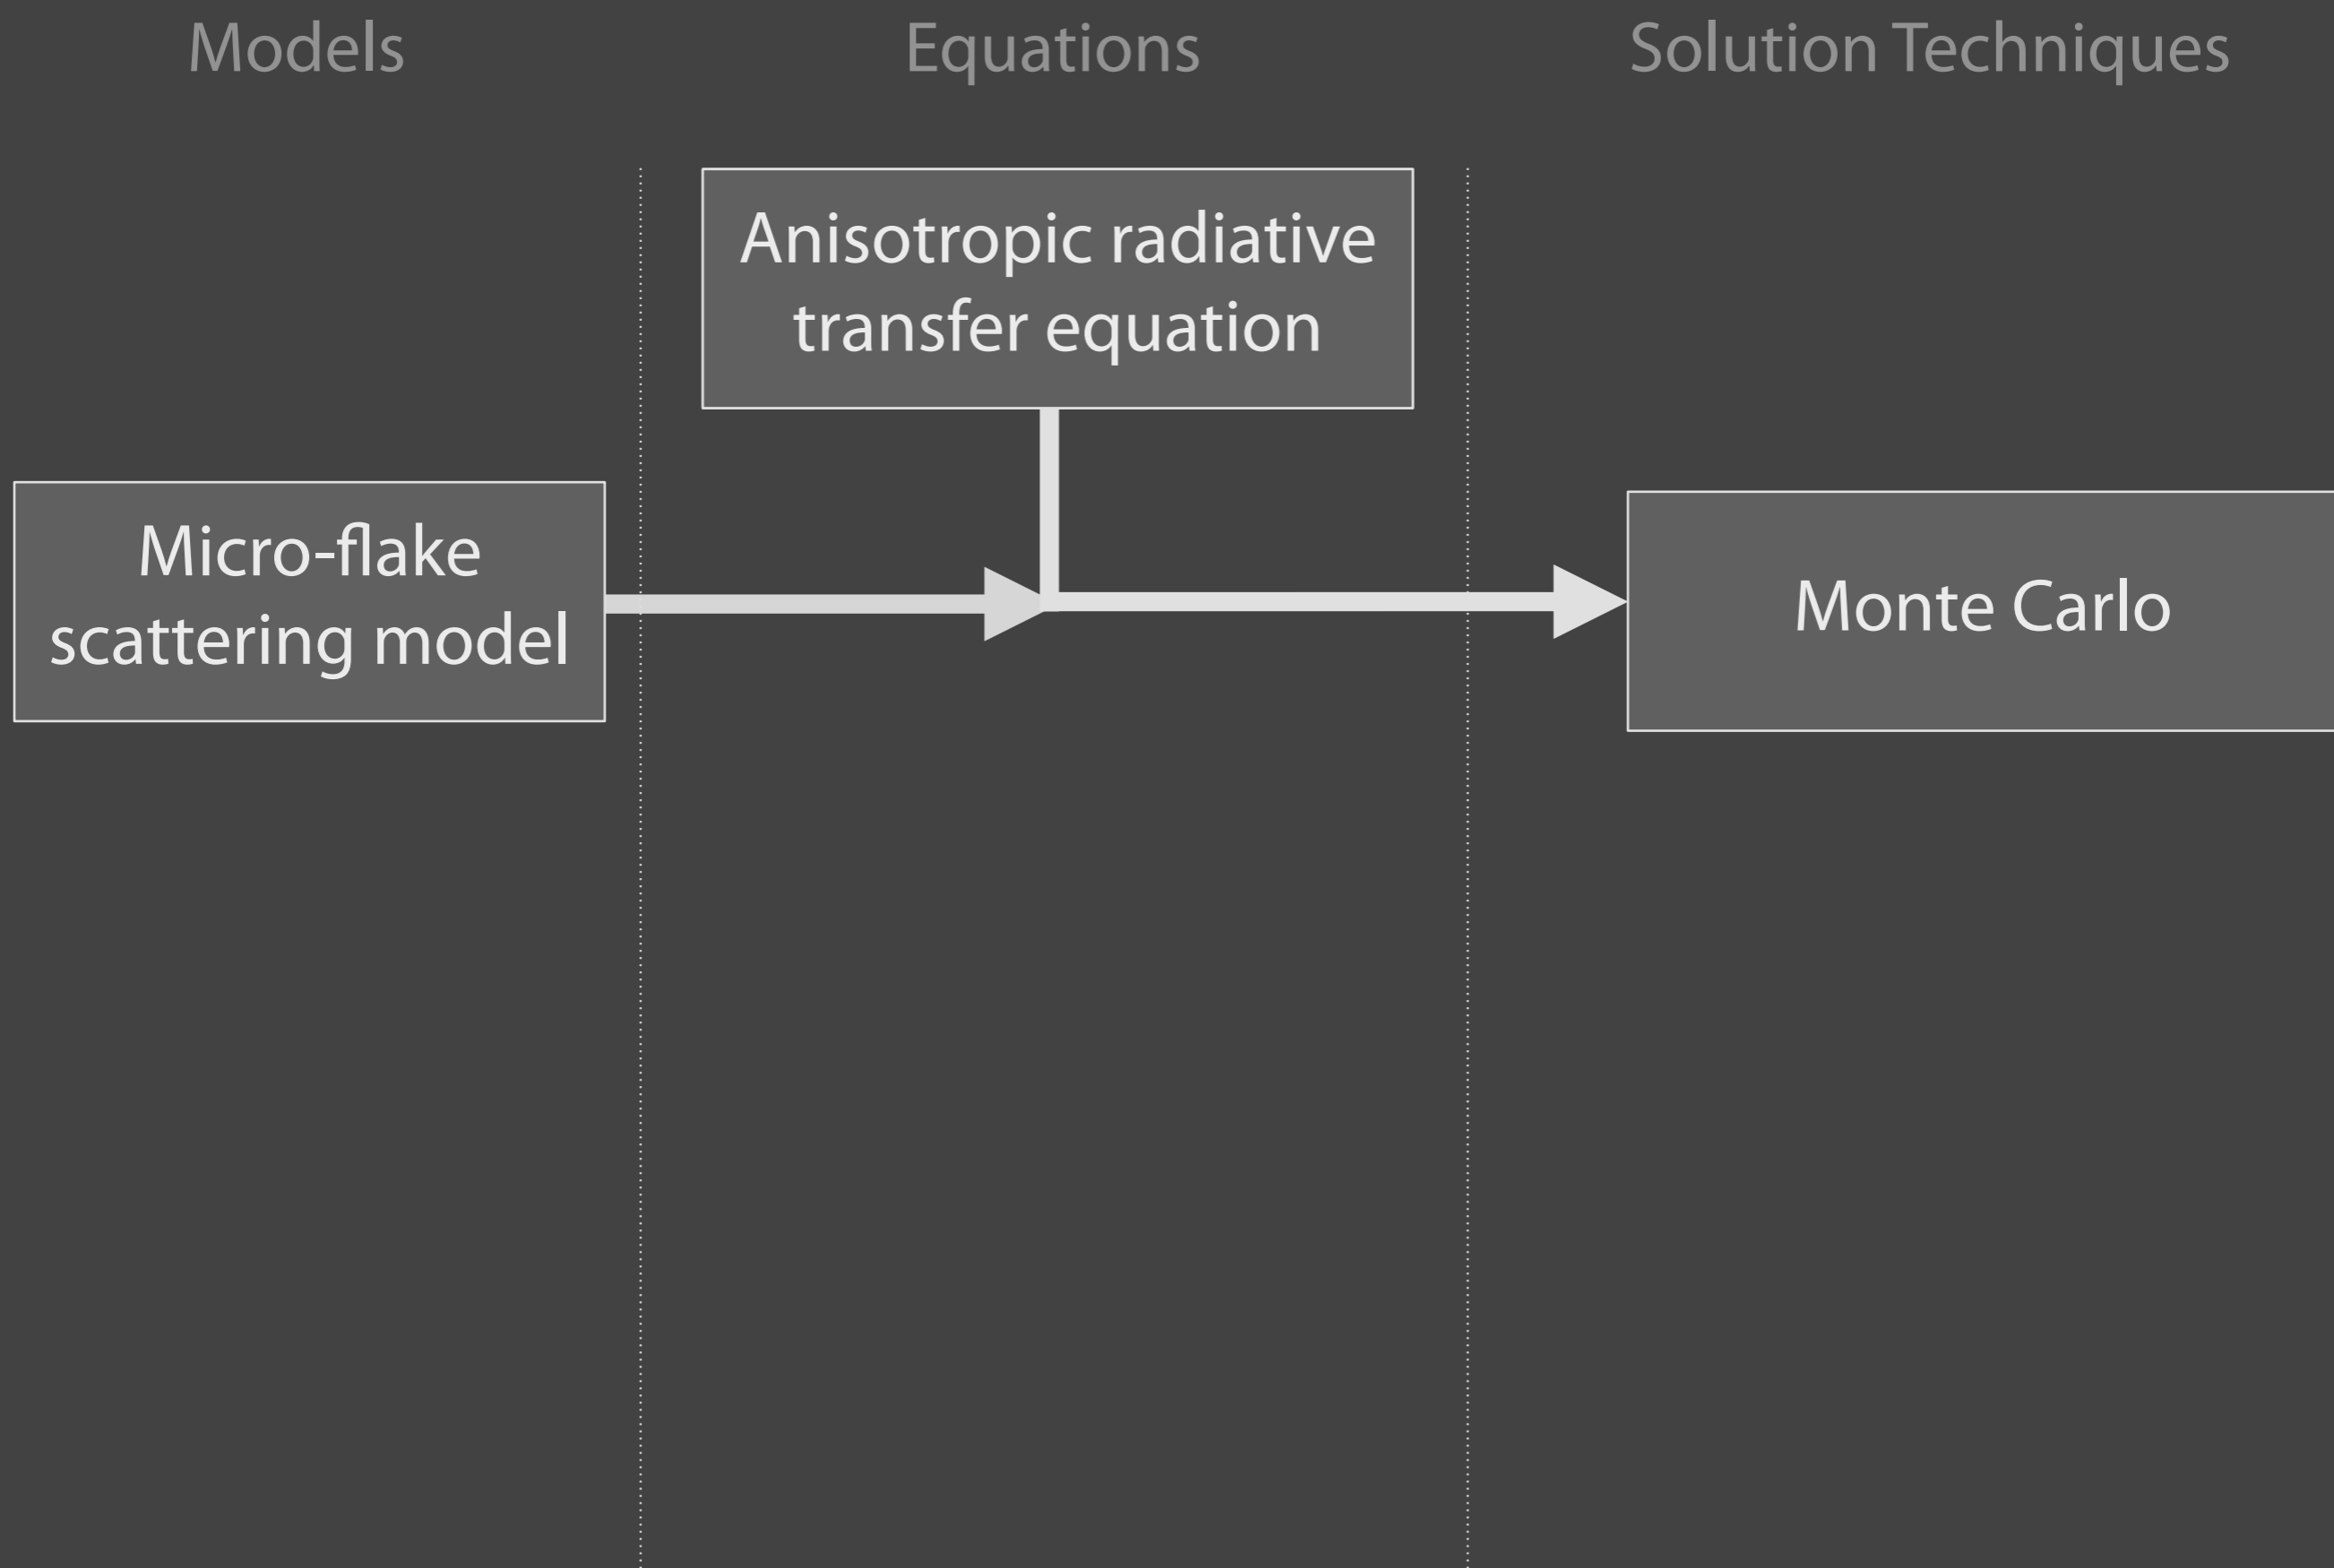 Models
Equations
Solution Techniques
Anisotropic radiative
transfer equation
Micro-flake
scattering model
Monte Carlo